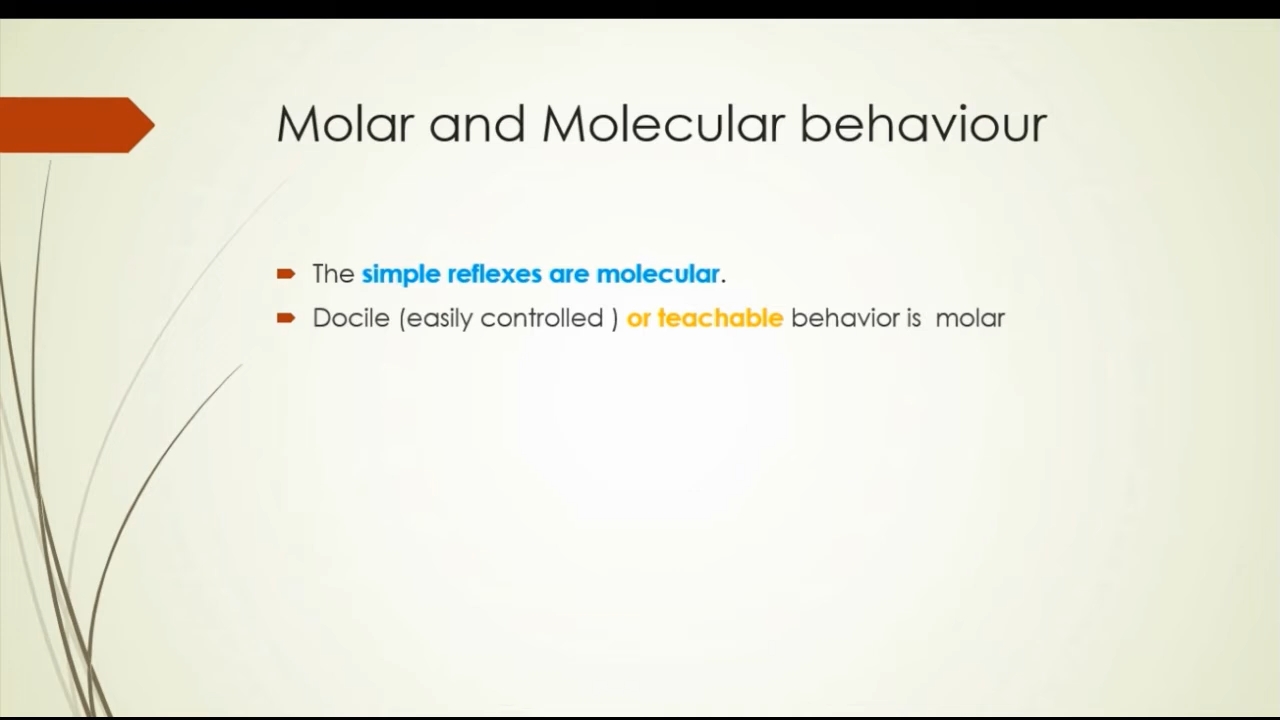 Molar and Molecular behaviour
The simple reflexes are molecular.
Docile (easily controlled ) or teachable behavior is  molar